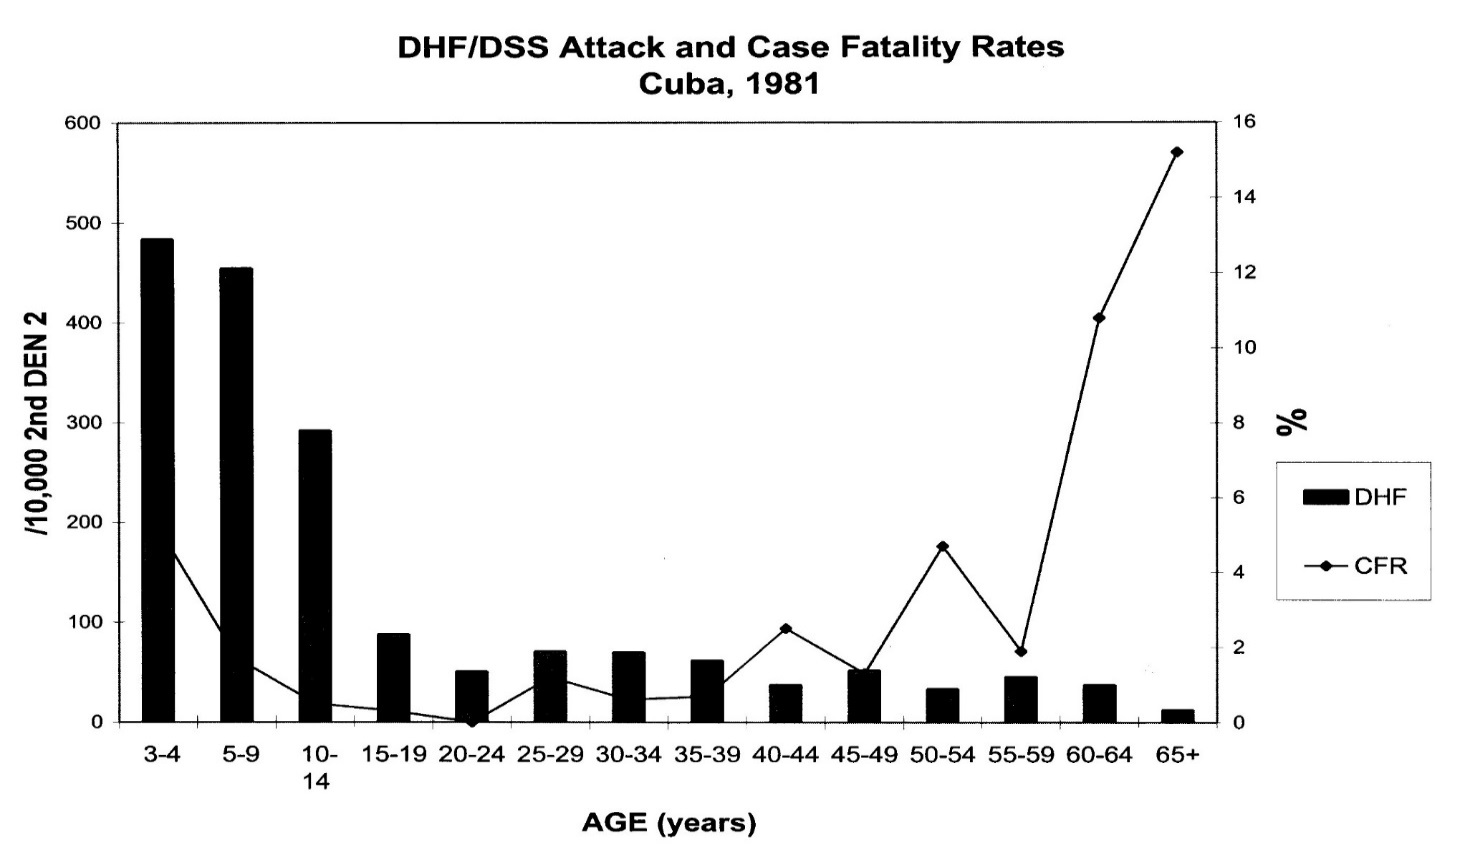 DHF/DSS Attack and Case Fatality Rates
Cuba, 1981
600
500
400
300
200
100
0
/10,000 2nd DEN 2
16
14
12
10
8
6
4
2
0
%
DHF
CFR
3-4 5-9 10- 15-19 20-24 25-29 30-34 35-39 40-44 45-49 50-54 55-59 60-64 65+
14
AGE (years)